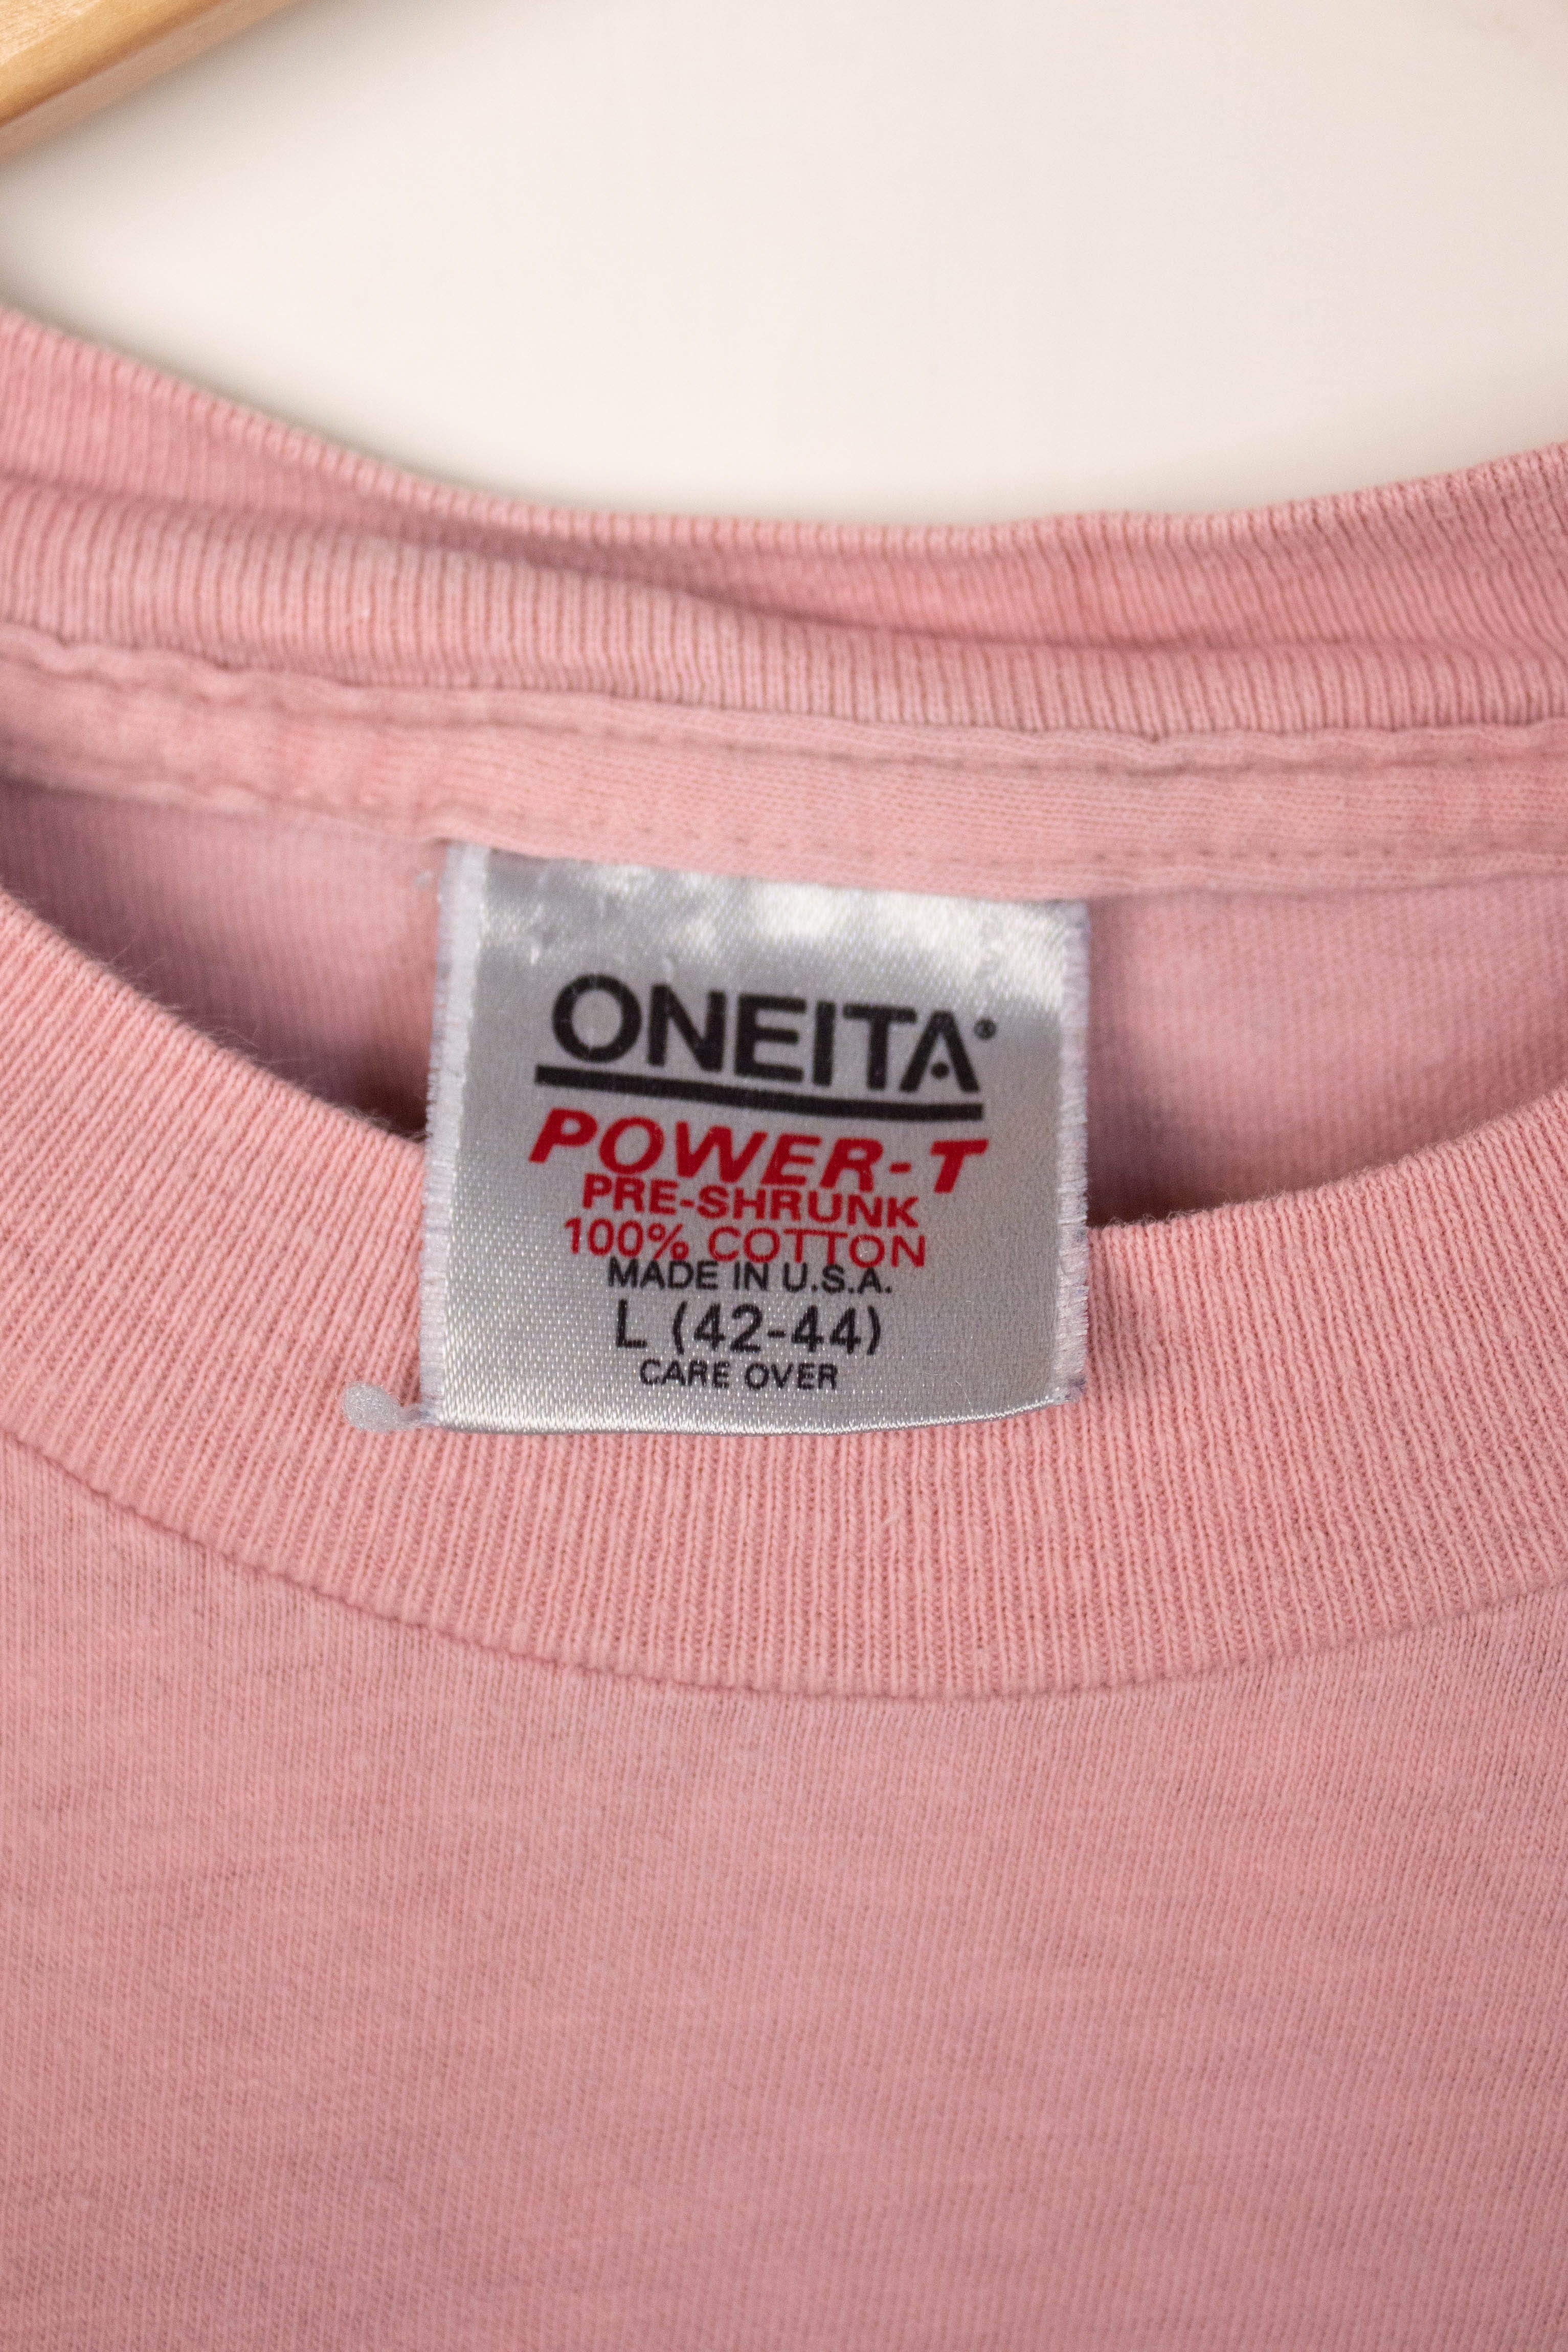 ONEITA®
POWER-T
PRE-SHRUNK
100% COTTON
MADE IN U.S.A.
L (42-44)
CARE OVER